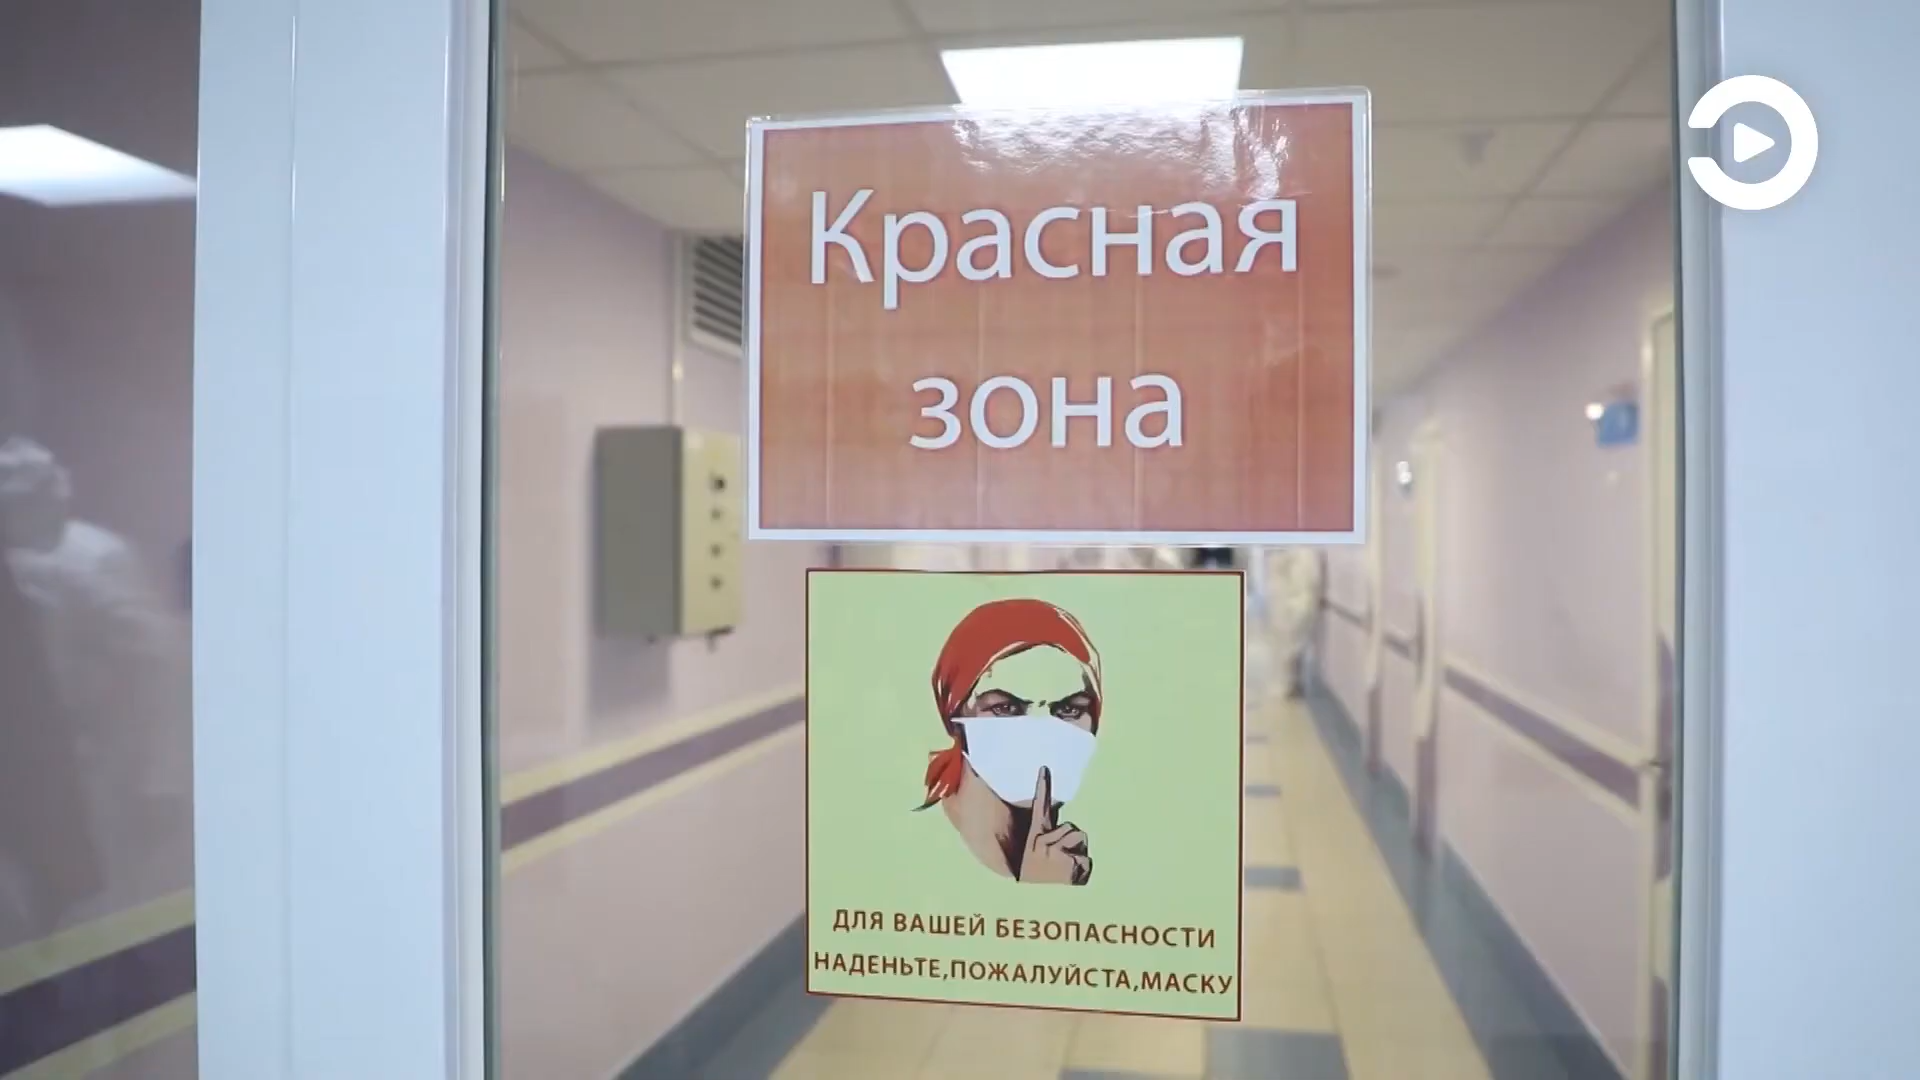 Красная
зона
ДЛЯ ВАШЕЙ БЕЗОПАСНОСТИ
НАДЕНЬТЕ,ПОЖАЛУЙСТА,МАСКУ